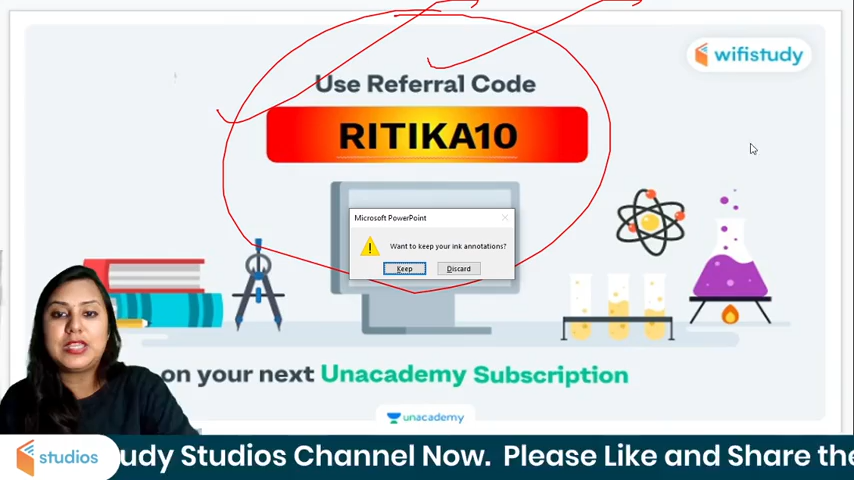 wifistudy
Use Referral Code
RITIKA10
Microsoft PowerPoint
Want to keep your ink annotations?
Keep
Discard
on your next Unacademy Subscription
unacademy
studios
udy Studios Channel Now. Please Like and Share the